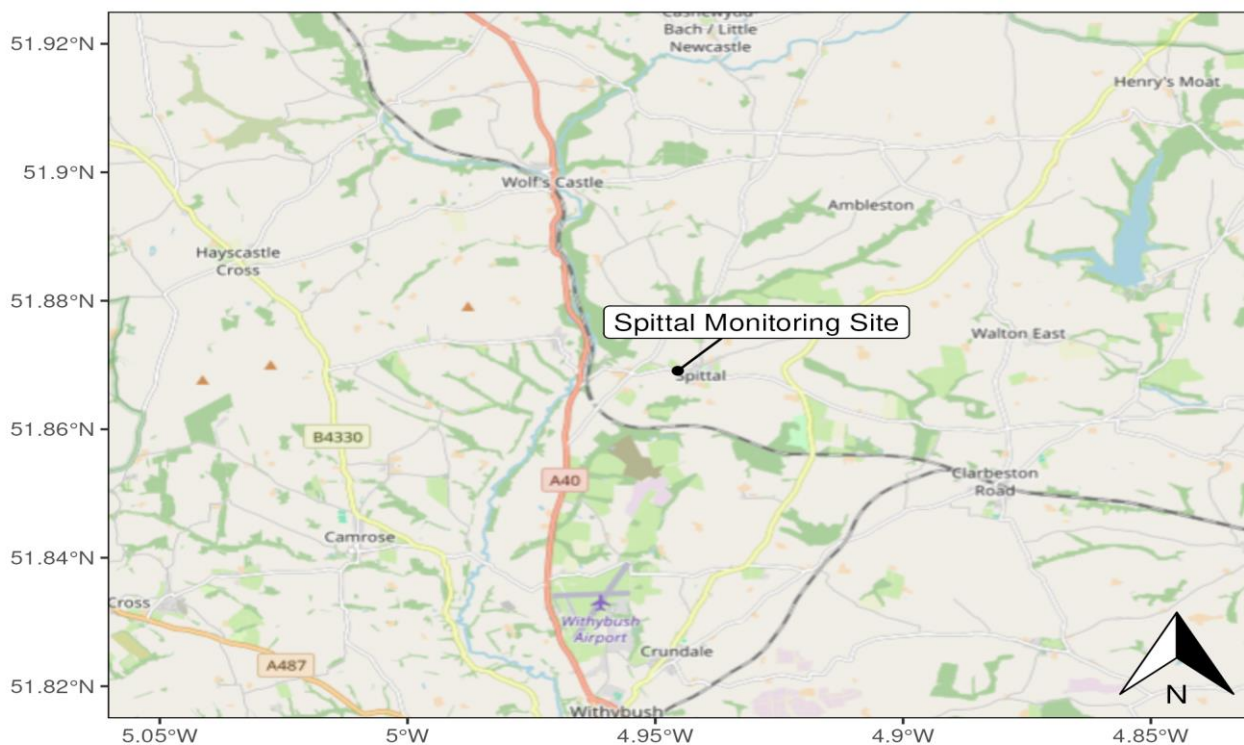 51.92°N
Bach / Little
Newcastle
Henry's Moat
51.9°N
Wolf's Castle
Ambleston
Hayscastle
Cross
51.88°N
Spittal Monitoring Site
Walton East
Spittal
51.86°N
B4330
A40
Clarbeston
Road
51.84°N
Camrose
Cross
Withybush
Airport
Crundale
A487
51.82°N
Withybush
N
5.05°W
5°W
4.95°W
4.9°W
4.85°W